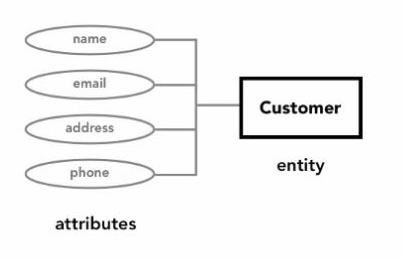 name
email
address
phone
attributes
Customer
entity